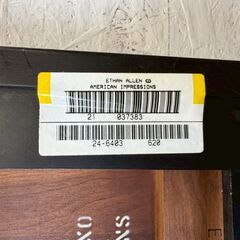 ETHAN ALLEN
AMERICAN IMPRESSIONS
21 037383
24-6403 620